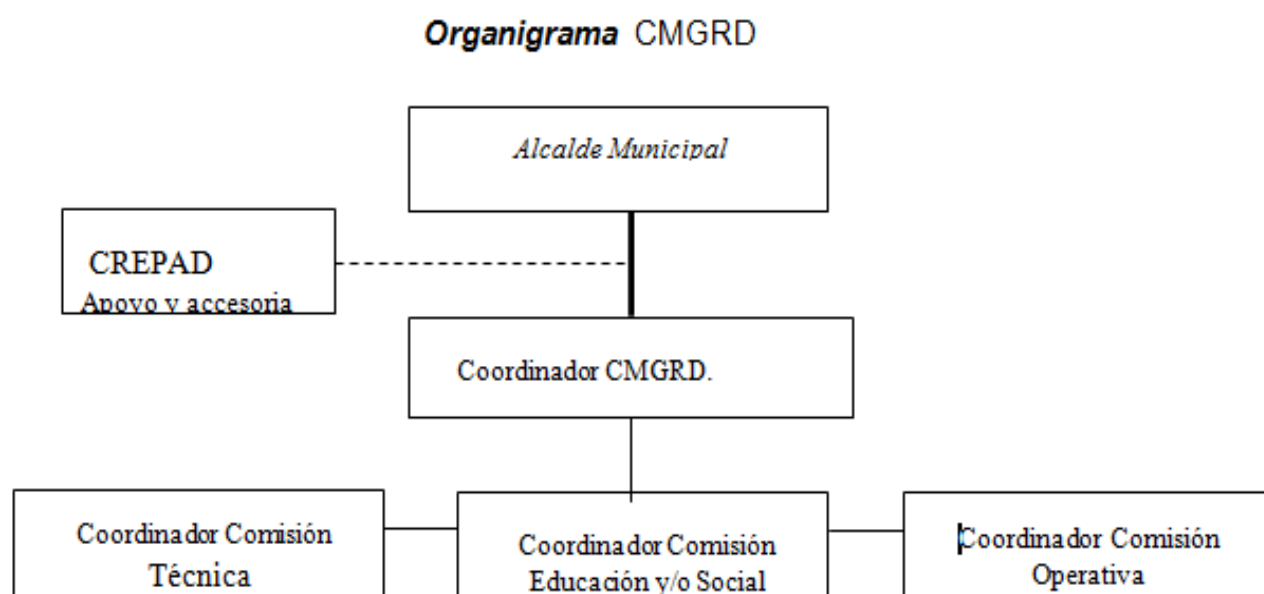 Organigrama CMGRD
Alcalde Municipal
CREPAD
Apoyo y accesoria
Coordinador CMGRD.
Coordinador Comisión
Técnica
Coordinador Comisión
Educación y/o Social
Coordinador Comisión
Operativa